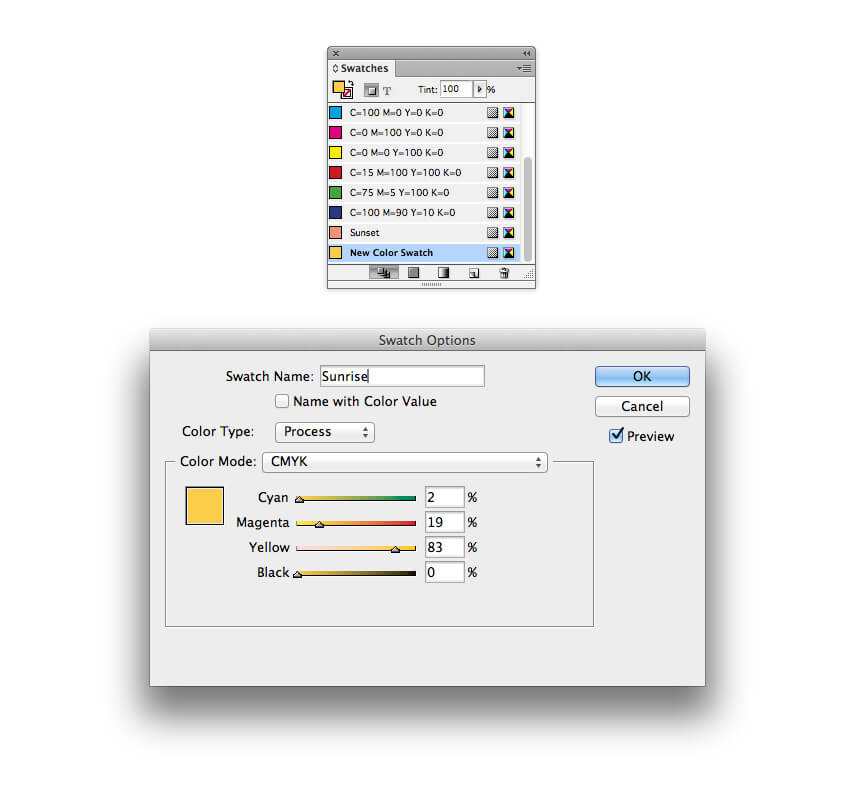 Swatches
T Tint: 100 %
C=100 M=0 Y=0 K=0
C=0 M=100 Y=0 K=0
C=0 M=0 Y=100 K=0
C=15 M=100 Y=100 K=0
C=75 M=5 Y=100 K=0
C=100 M=90 Y=10 K=0
Sunset
New Color Swatch
Swatch Options
Swatch Name: Sunrise OK
Name with Color Value Cancel
Color Type: Process Preview
Color Mode: CMYK
Cyan 2 %
Magenta 19 %
Yellow 83 %
Black 0 %